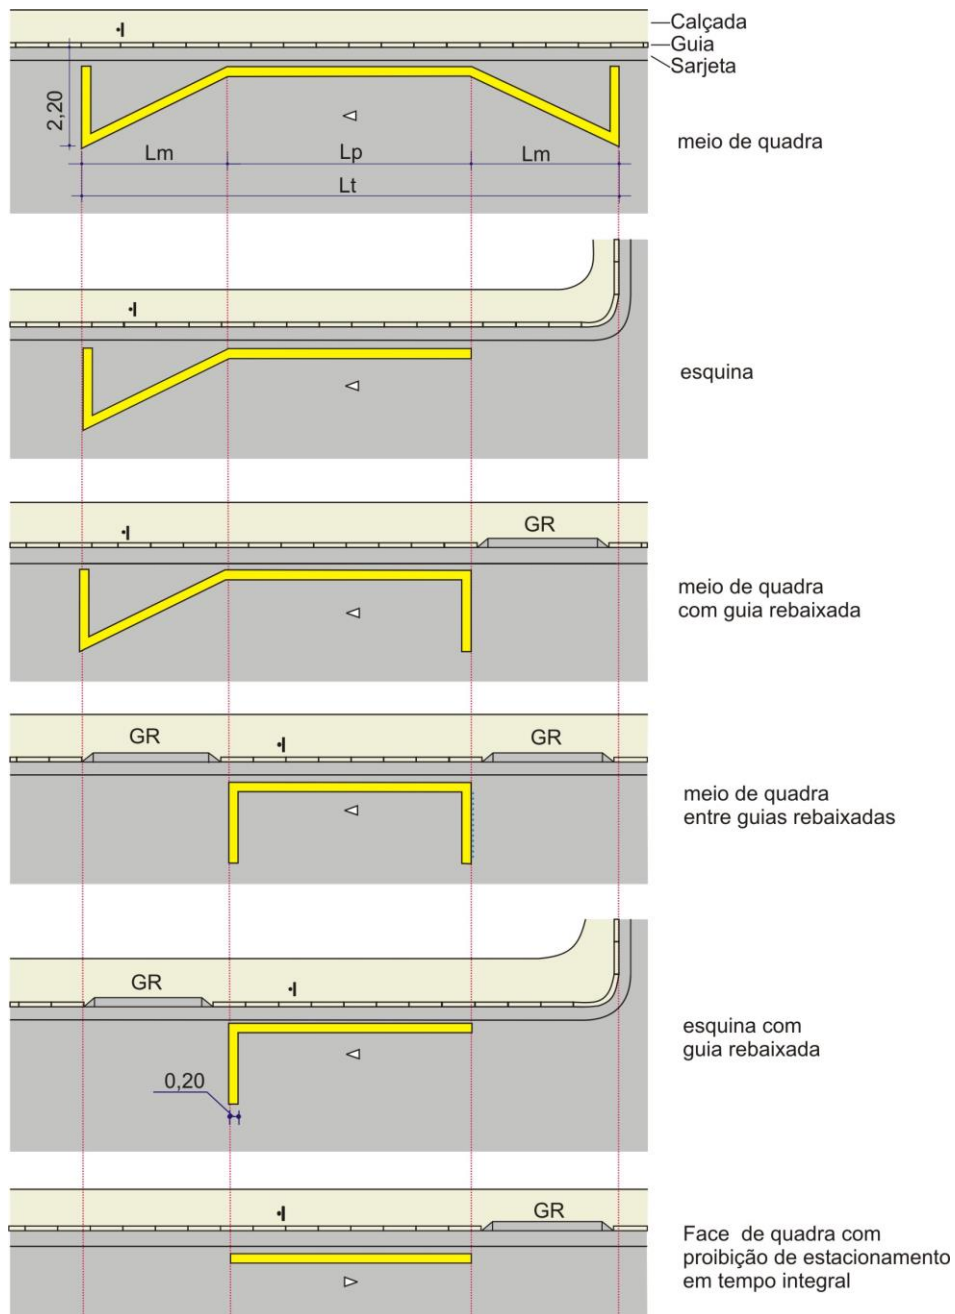 Calçada
Guia
Sarjeta
2,20
meio de quadra
Lm
Lp
Lm
Lt
esquina
GR
meio de quadra
com guia rebaixada
GR
GR
meio de quadra
entre guias rebaixadas
GR
esquina com
guia rebaixada
0,20
GR
Face de quadra com
proibição de estacionamento
em tempo integral